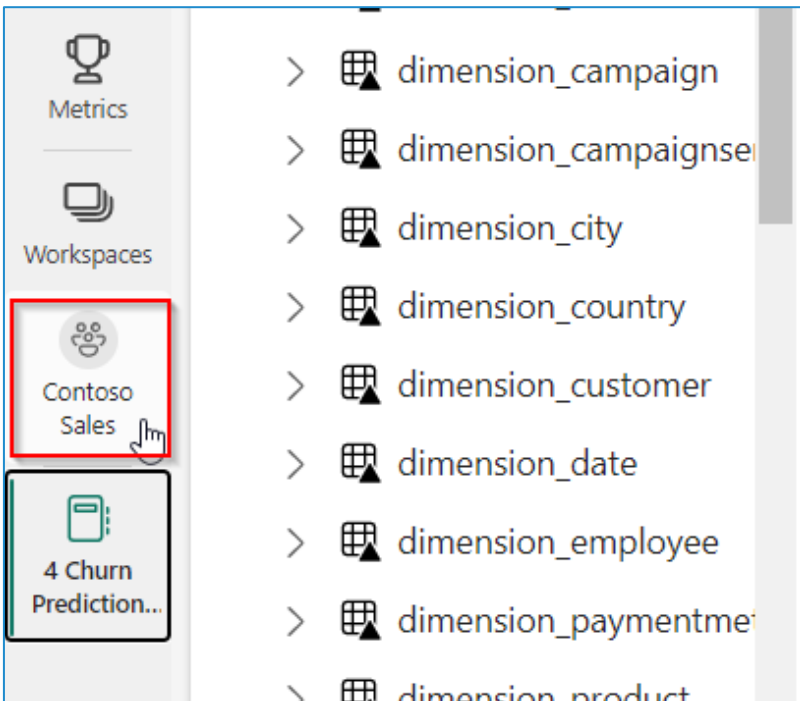 Metrics
Workspaces
Contoso
Sales
4 Churn
Prediction...
dimension_campaign
dimension_campaignse
dimension_city
dimension_country
dimension_customer
dimension_date
dimension_employee
dimension_paymentme
dimension_product